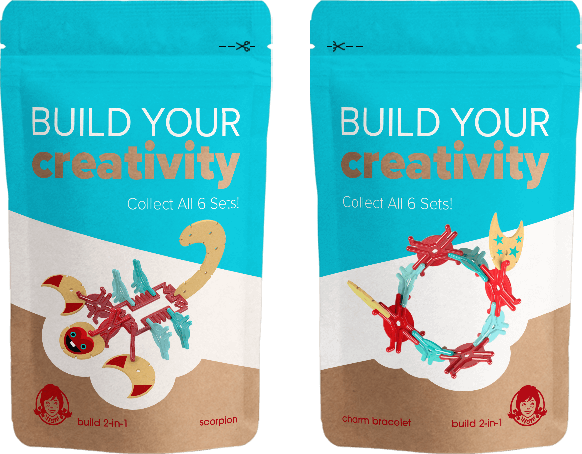 BUILD YOUR
creativity
Collect All 6 Sets!
build 2-in-1
scorpion
BUILD YOUR
creativity
Collect All 6 Sets!
charm bracelet
build 2-in-1